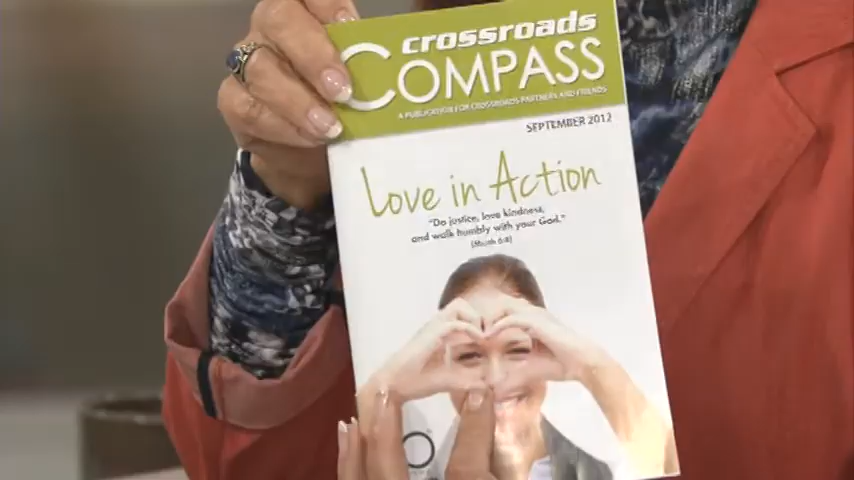 crossroads
COMPASS
A PUBLICATION FOR CROSSROADS PARTNERS AND FRIENDS
SEPTEMBER 2012
Love in Action
"Do justice, love kindness,
and walk humbly with your God."
(Micah 6:8)